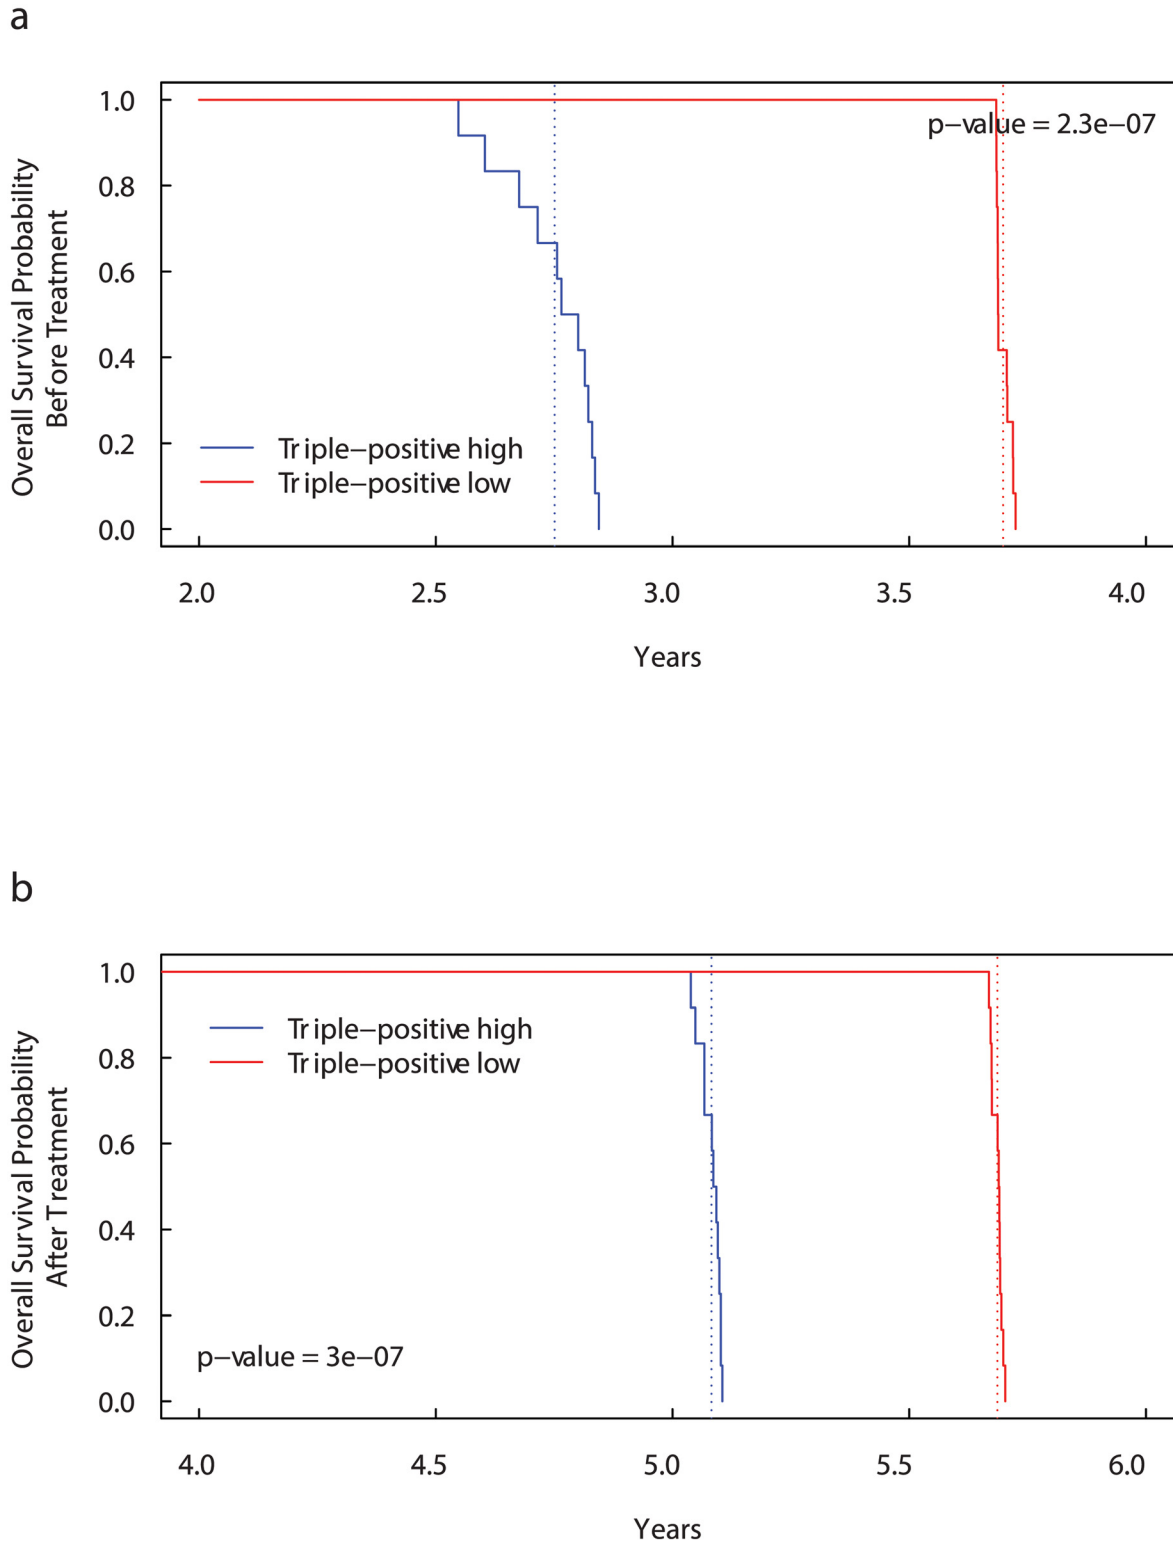 a
Overall Survival Probability
Before Treatment
1.0
0.8
0.6
0.4
0.2
0.0
p−value = 2.3e−07
Triple−positive high
Triple−positive low
2.0 2.5 3.0 3.5 4.0
Years
b
Overall Survival Probability
After Treatment
1.0
0.8
0.6
0.4
0.2
0.0
Triple−positive high
Triple−positive low
p−value = 3e−07
4.0 4.5 5.0 5.5 6.0
Years